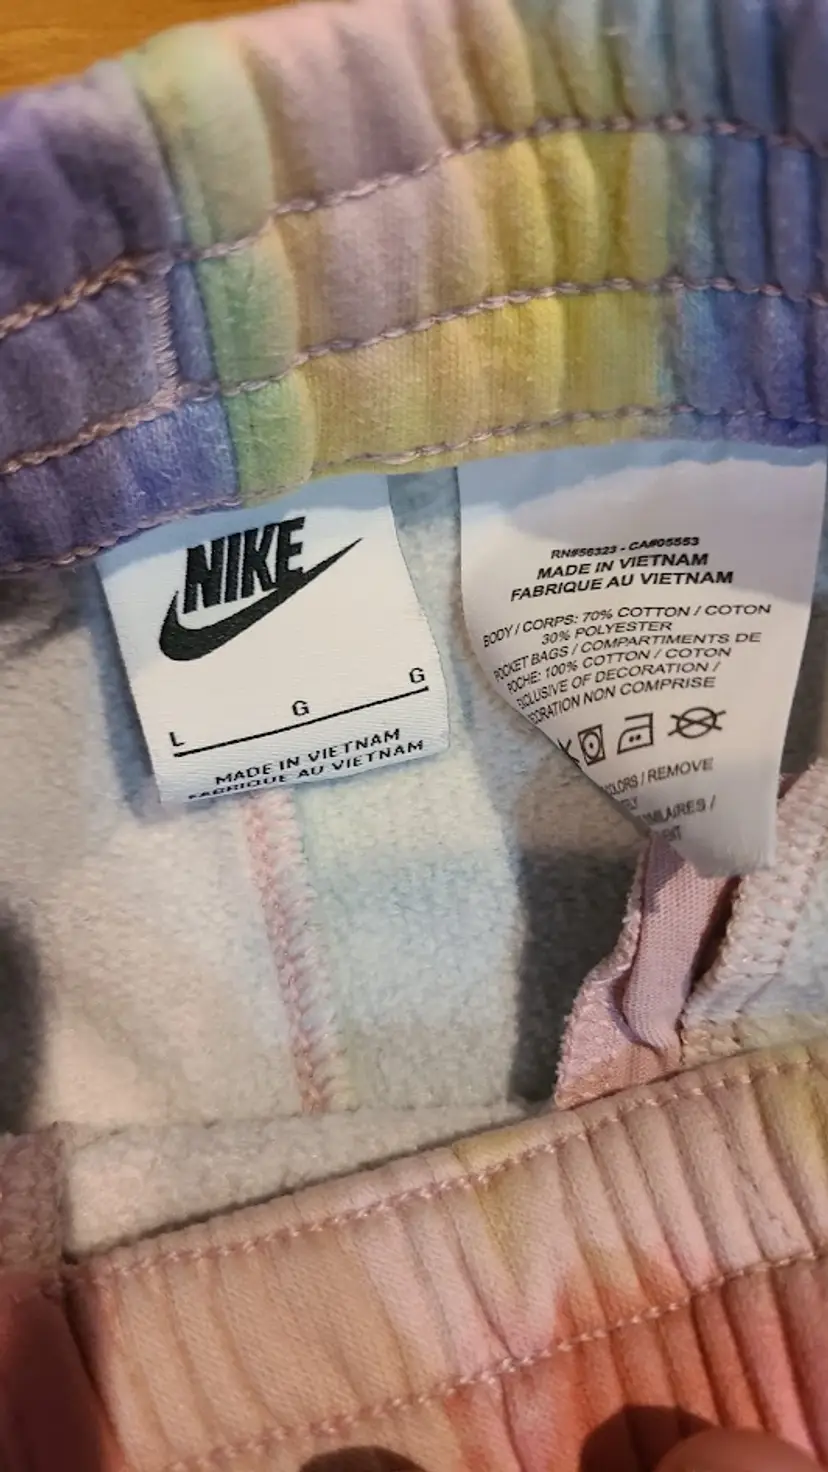 NIKE
L G G
MADE IN VIETNAM
FABRIQUE AU VIETNAM
RN#56323 - CA#05553
MADE IN VIETNAM
FABRIQUE AU VIETNAM
BODY / CORPS: 70% COTTON / COTON
30% POLYESTER
POCKET BAGS / COMPARTIMENTS DE
POCHE: 100% COTTON / COTON
EXCLUSIVE OF DECORATION /
DECORATION NON COMPRISE
/ REMOVE